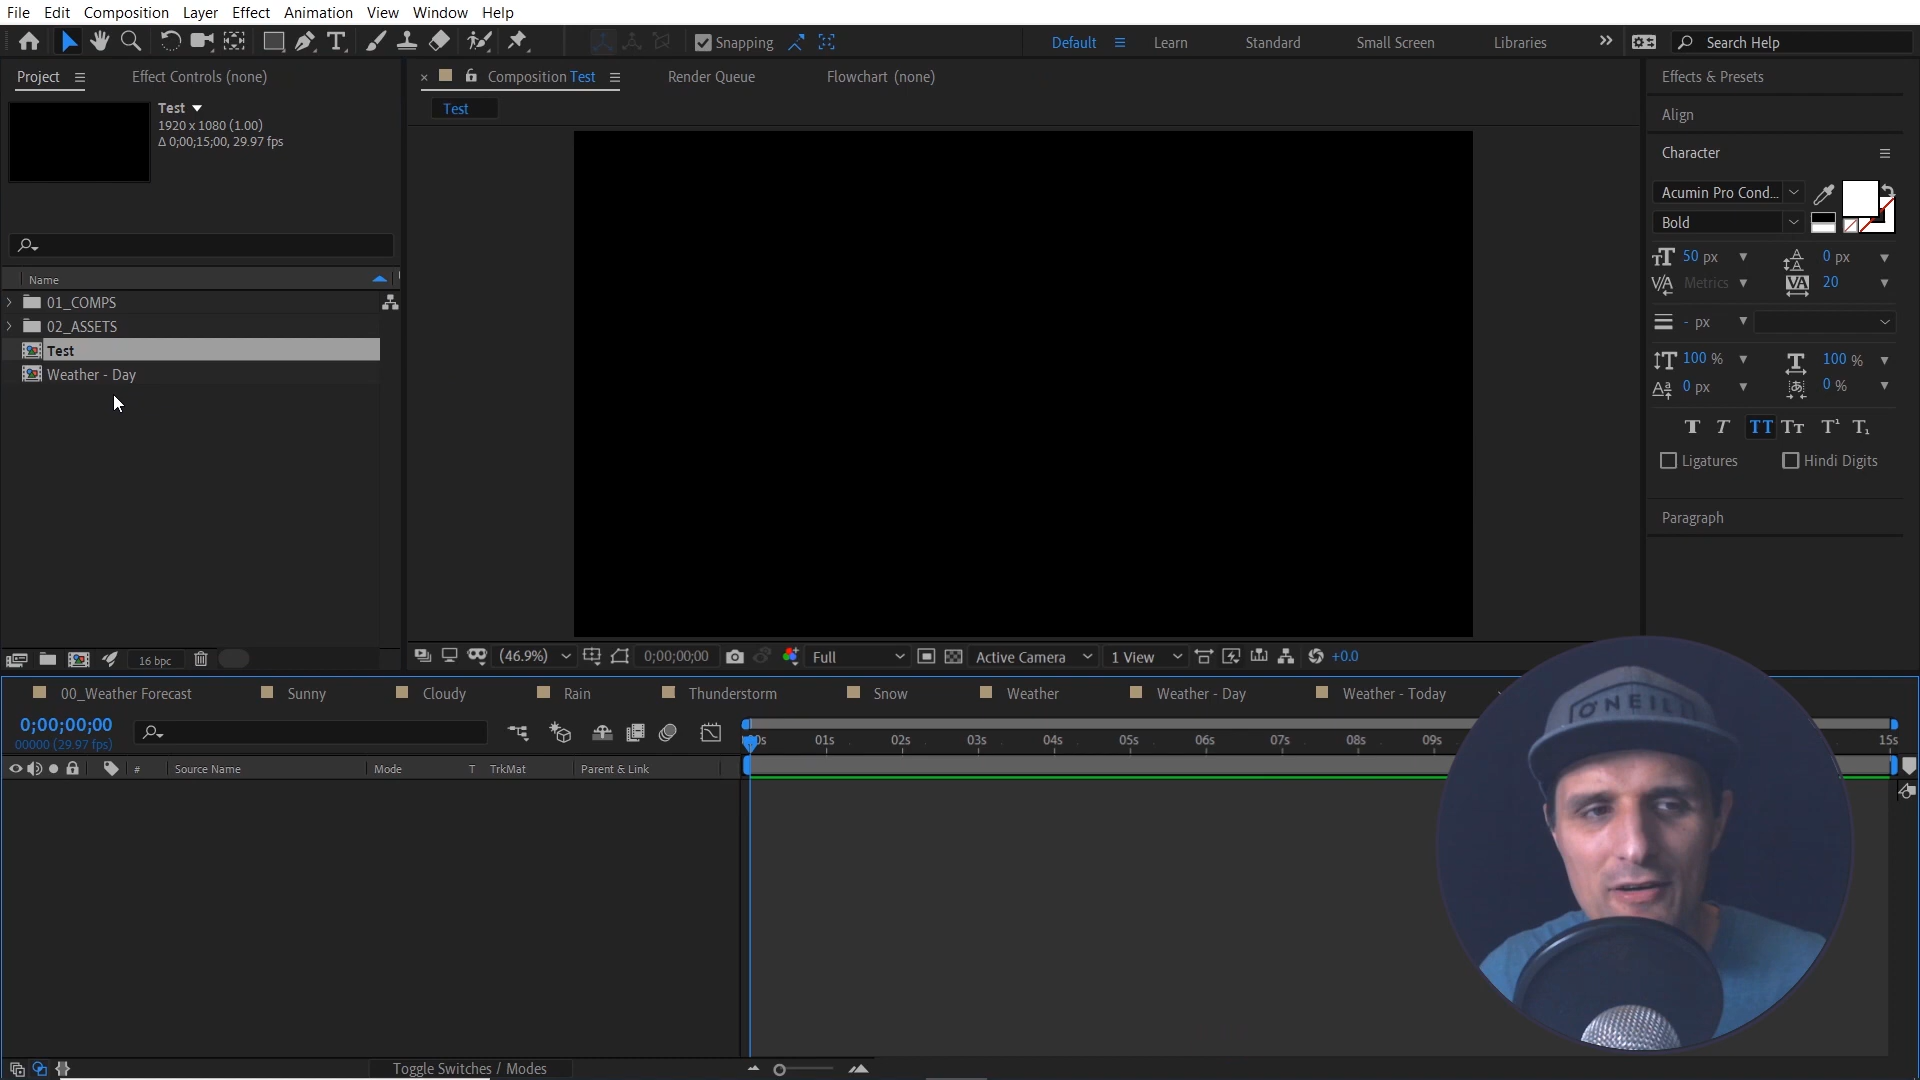 File Edit Composition Layer Effect Animation View Window Help
Snapping
Default Learn Standard Small Screen Libraries Search Help
Project Effect Controls (none)
Composition Test Render Queue Flowchart (none)
Effects & Presets
Test
1920 x 1080 (1.00)
Δ 0;00;15;00, 29.97 fps
Test
Align
Character
Acumin Pro Cond...
Bold
50 px 0 px
Metrics 20
- px
100 % 100 %
0 px 0 %
T T TT Tт T¹ T₁
Ligatures Hindi Digits
Paragraph
Name
01_COMPS
02_ASSETS
Test
Weather - Day
16 bpc
(46.9%) 0;00;00;00 Full Active Camera 1 View +0.0
00_Weather Forecast Sunny Cloudy Rain Thunderstorm Snow Weather Weather - Day Weather - Today
0;00;00;00
00000 (29.97 fps)
01s 02s 03s 04s 05s 06s 07s 08s 09s 15s
# Source Name Mode T TrkMat Parent & Link
O'NEILL
Toggle Switches / Modes